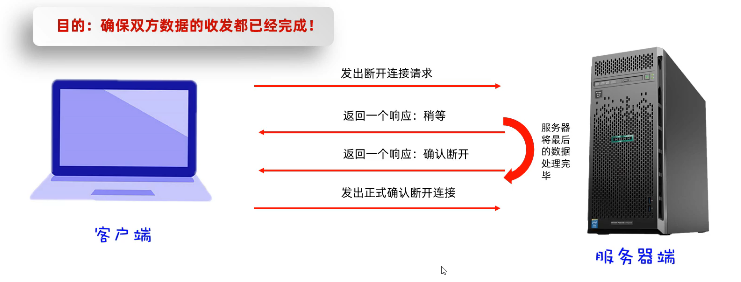 目的：确保双方数据的收发都已经完成！
发出断开连接请求
返回一个响应：稍等
服务器
将最后
的数据
处理完
毕
返回一个响应：确认断开
发出正式确认断开连接
客户端
服务器端